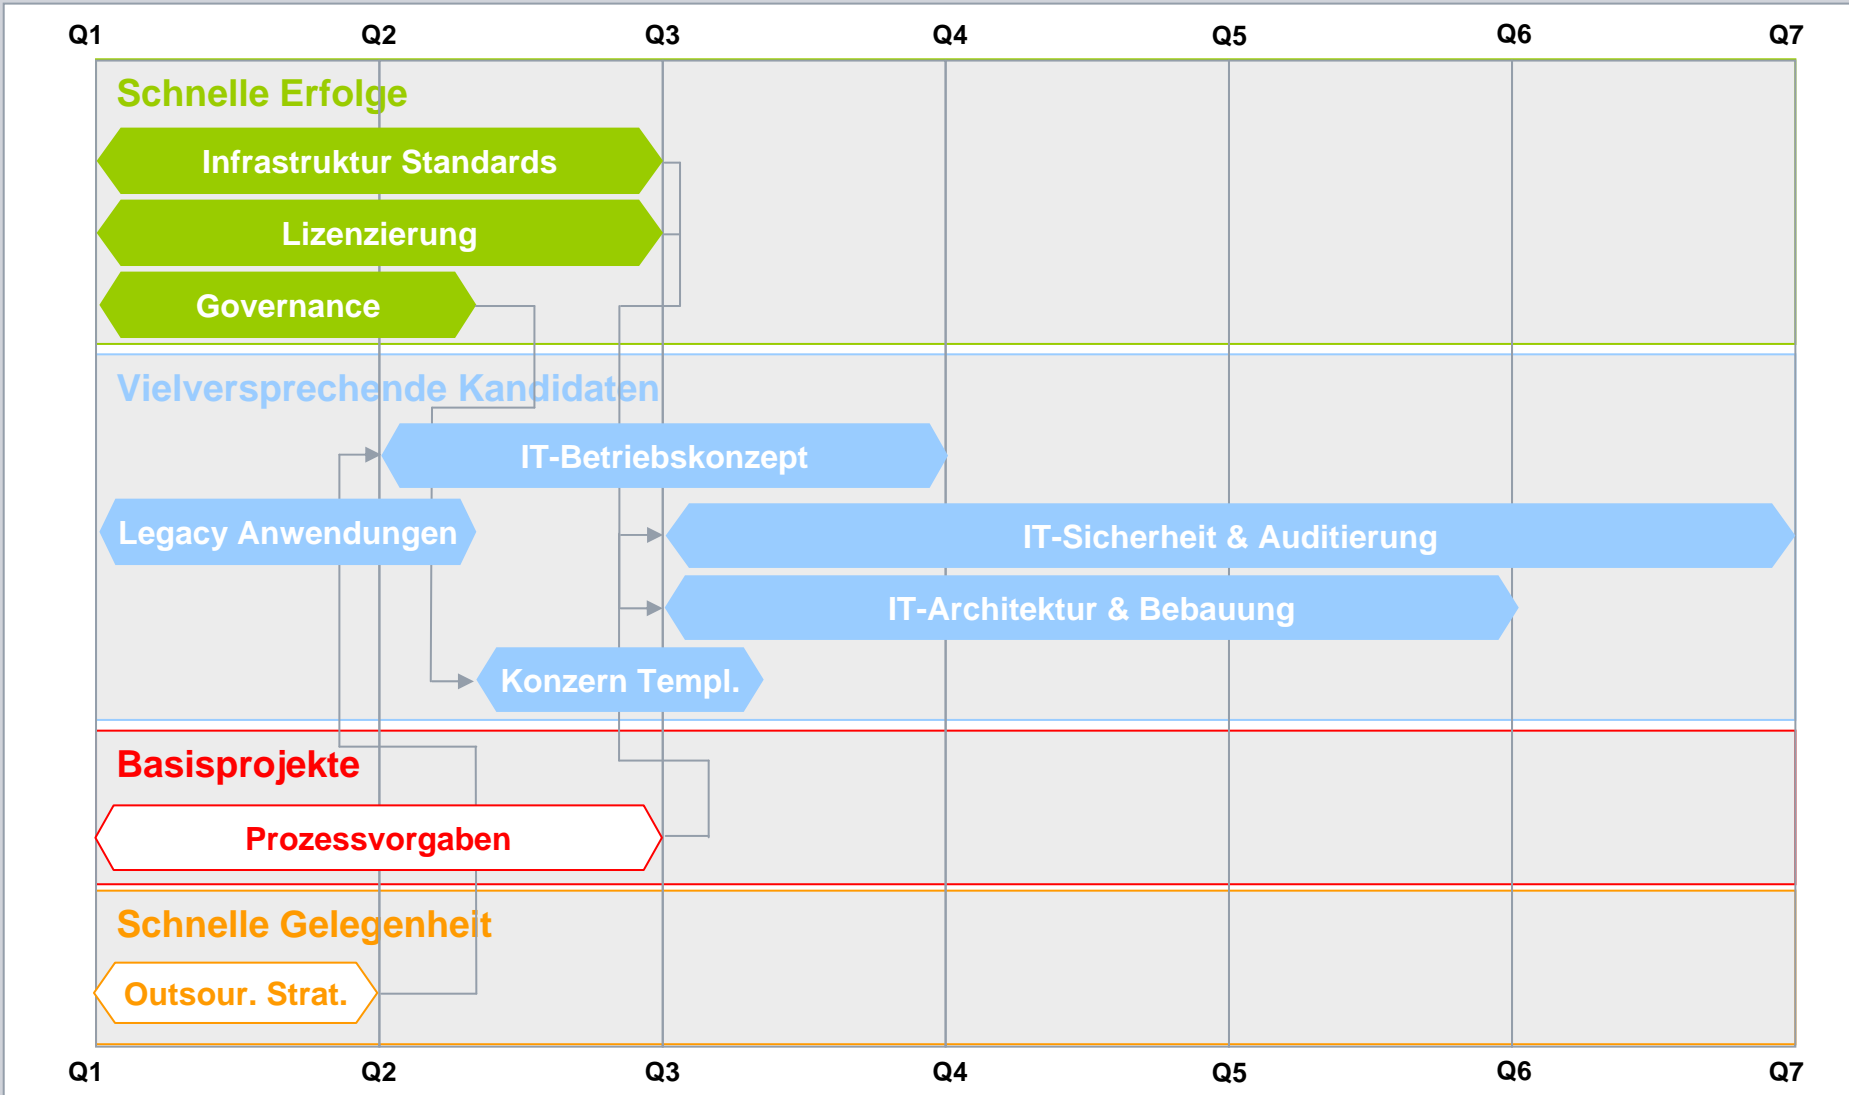 Q1 Q2 Q3 Q4 Q5 Q6 Q7
Schnelle Erfolge
Infrastruktur Standards
Lizenzierung
Governance
Vielversprechende Kandidaten
IT-Betriebskonzept
Legacy Anwendungen
IT-Sicherheit & Auditierung
IT-Architektur & Bebauung
Konzern Templ.
Basisprojekte
Prozessvorgaben
Schnelle Gelegenheit
Outsour. Strat.
Q1 Q2 Q3 Q4 Q5 Q6 Q7